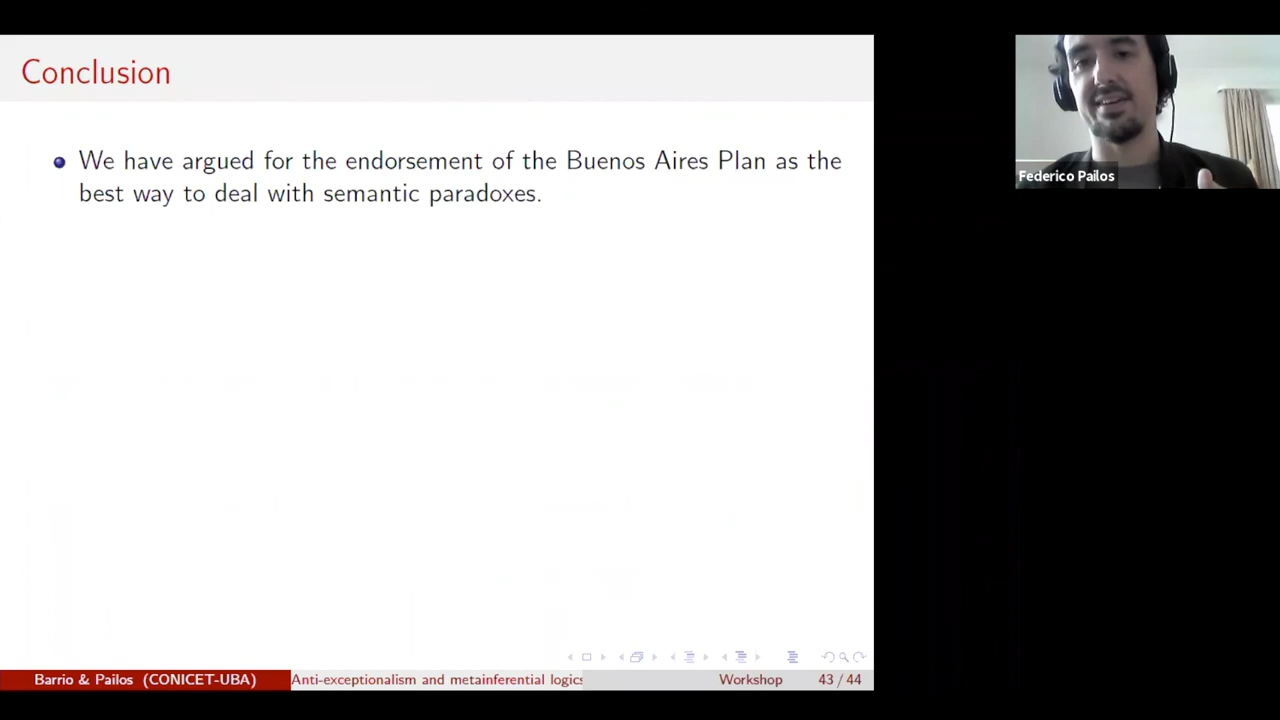 Conclusion
We have argued for the endorsement of the Buenos Aires Plan as the
best way to deal with semantic paradoxes.
Federico Pailos
Barrio & Pailos (CONICET-UBA) Anti-exceptionalism and metainferential logics Workshop 43 / 44